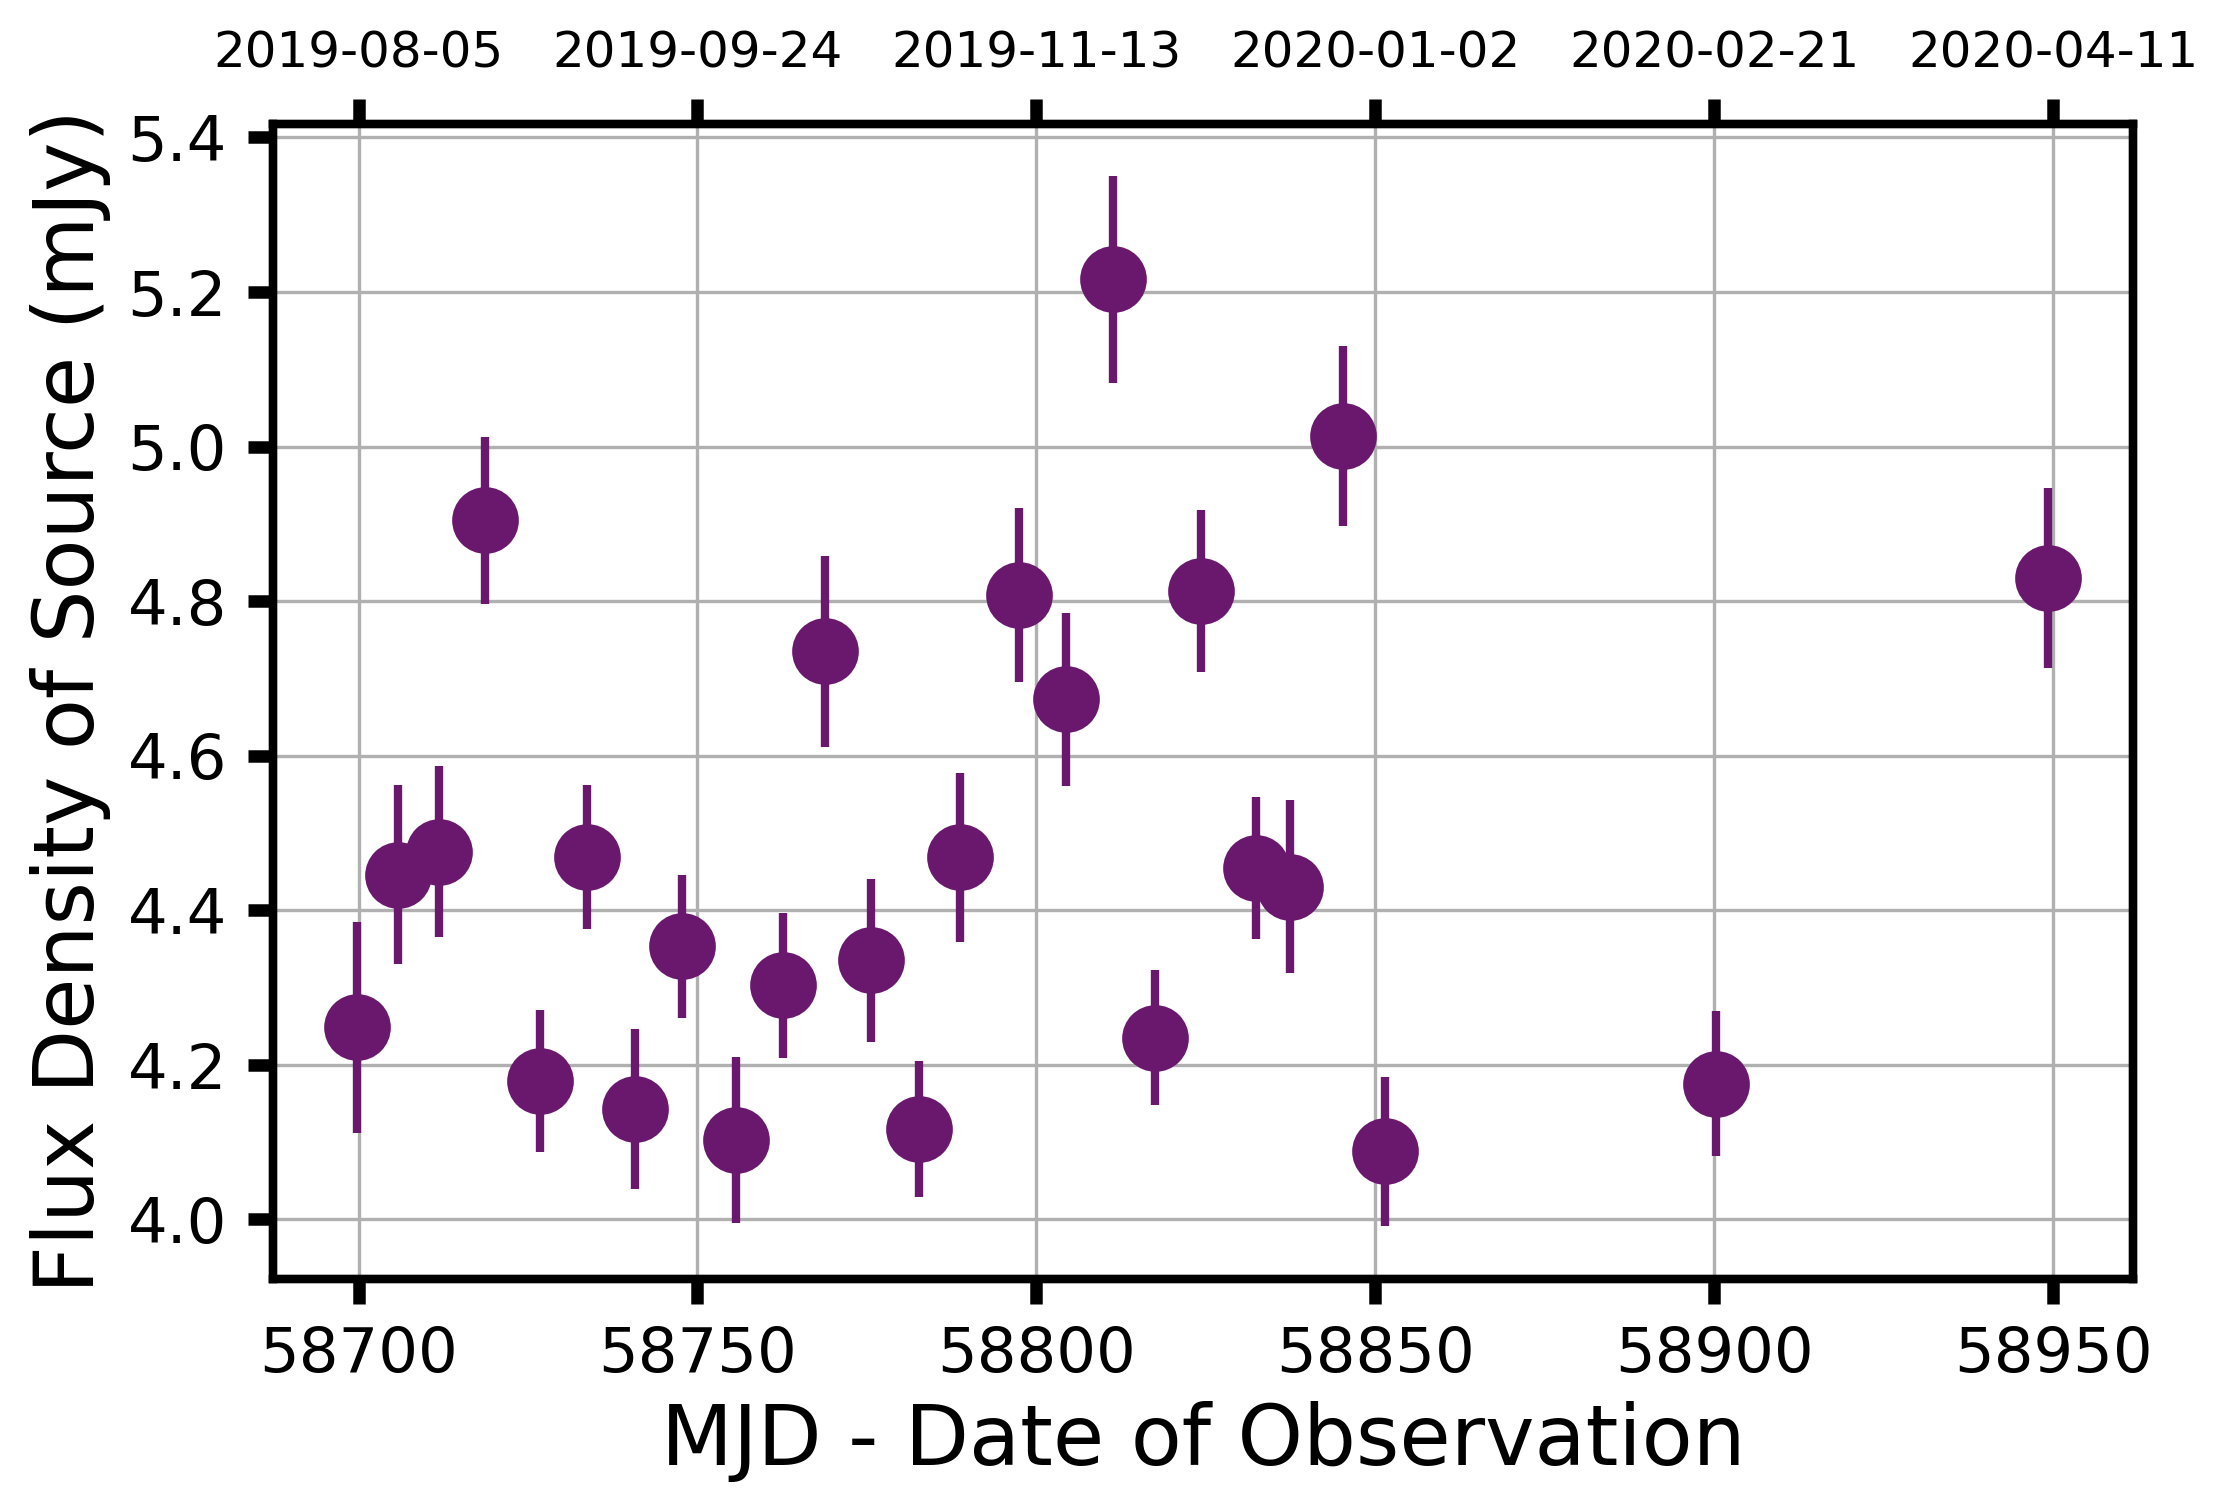 2019-08-05 2019-09-24 2019-11-13 2020-01-02 2020-02-21 2020-04-11
Flux Density of Source (mJy)
5.4
5.2
5.0
4.8
4.6
4.4
4.2
4.0
58700 58750 58800 58850 58900 58950
MJD - Date of Observation